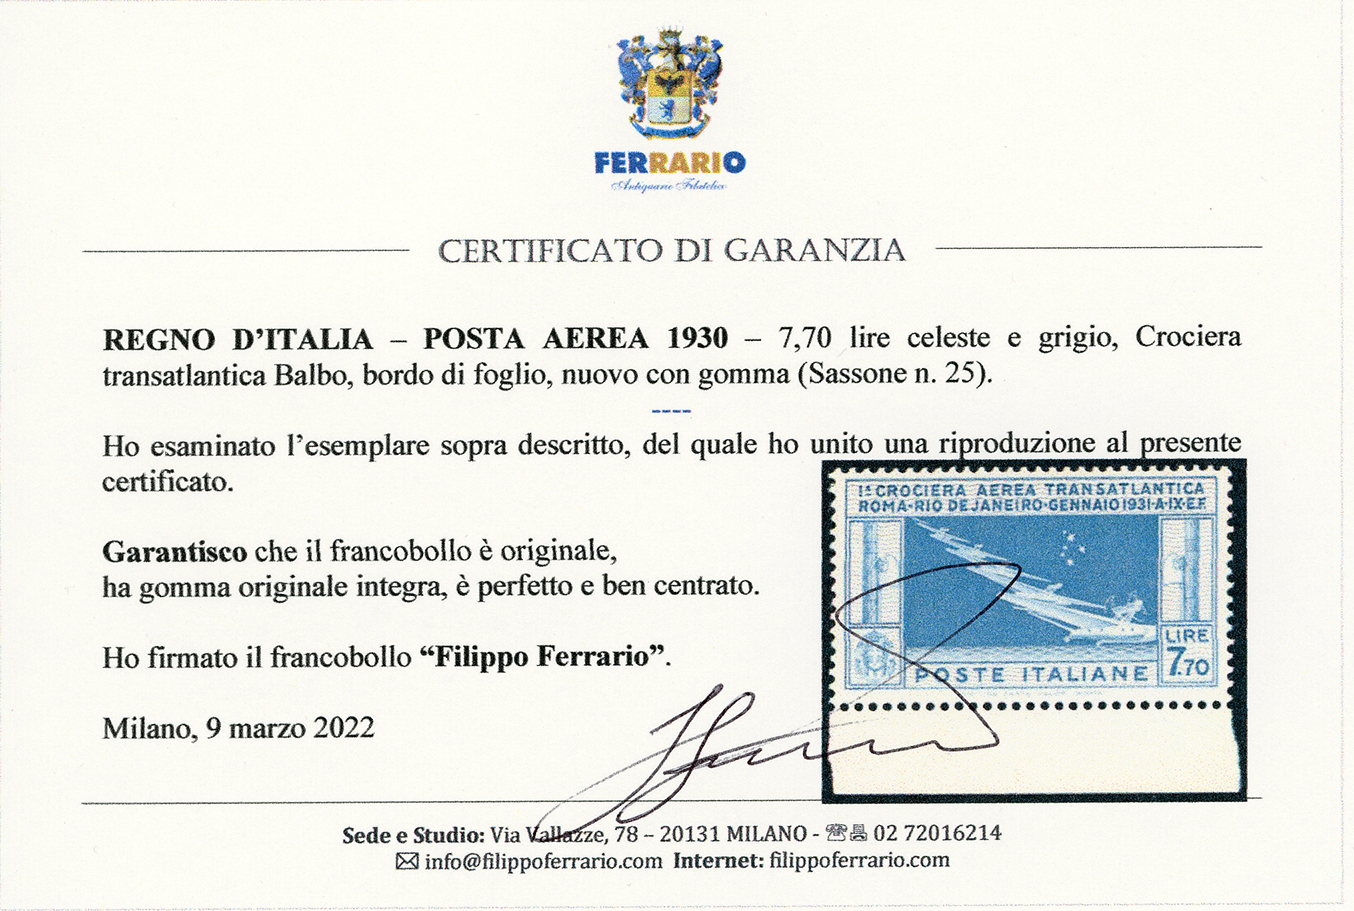 FERRARIO
Antiquario Filatelico
CERTIFICATO DI GARANZIA
REGNO D’ITALIA – POSTA AEREA 1930 – 7,70 lire celeste e grigio, Crociera
transatlantica Balbo, bordo di foglio, nuovo con gomma (Sassone n. 25).
----
Ho esaminato l’esemplare sopra descritto, del quale ho unito una riproduzione al presente
certificato.
Garantisco che il francobollo è originale,
ha gomma originale integra, è perfetto e ben centrato.
Ho firmato il francobollo “Filippo Ferrario”.
Milano, 9 marzo 2022
1ª CROCIERA AEREA TRANSATLANTICA
ROMA·RIO DE JANEIRO·GENNAIO 1931·A·IX·E.F.
LIRE
7.70
POSTE ITALIANE
Sede e Studio: Via Vallazze, 78 – 20131 MILANO - ☏ 02 72016214
✉ info@filippoferrario.com Internet: filippoferrario.com